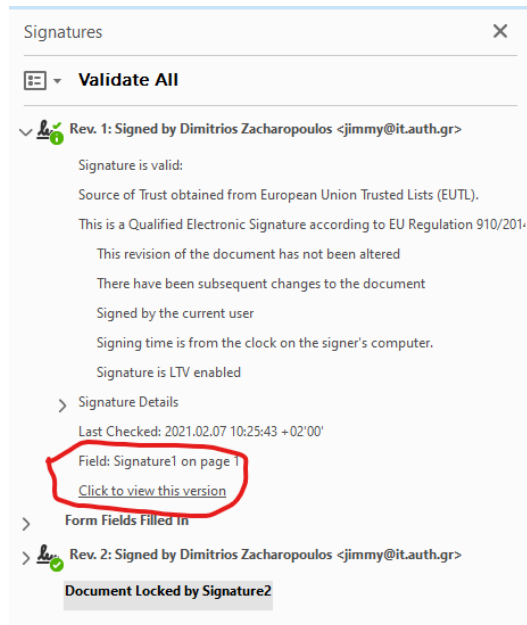 Signatures
Validate All
Rev. 1: Signed by Dimitrios Zacharopoulos <jimmy@it.auth.gr>
Signature is valid:
Source of Trust obtained from European Union Trusted Lists (EUTL).
This is a Qualified Electronic Signature according to EU Regulation 910/2014
This revision of the document has not been altered
There have been subsequent changes to the document
Signed by the current user
Signing time is from the clock on the signer's computer.
Signature is LTV enabled
Signature Details
Last Checked: 2021.02.07 10:25:43 +02'00'
Field: Signature1 on page 1
Click to view this version
Form Fields Filled In
Rev. 2: Signed by Dimitrios Zacharopoulos <jimmy@it.auth.gr>
Document Locked by Signature2